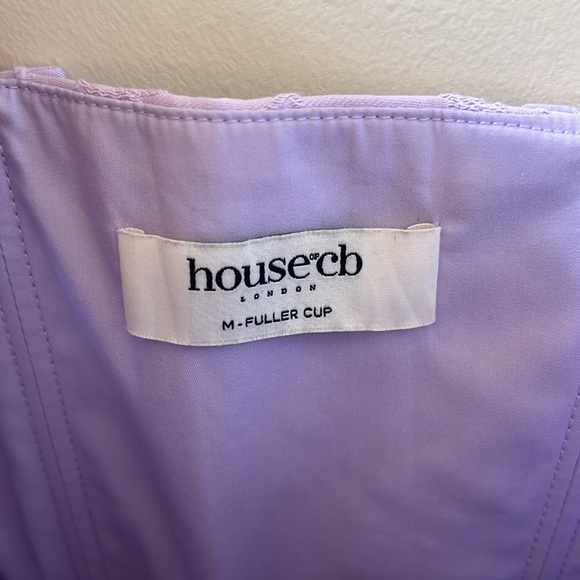 house OF cb
LONDON
M - FULLER CUP